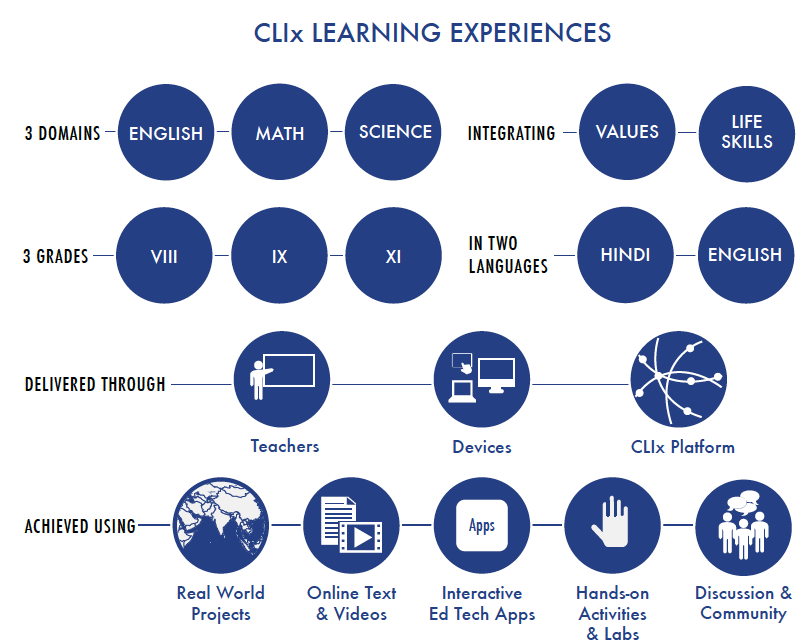 CLIx LEARNING EXPERIENCES
3 DOMAINS
ENGLISH
MATH
SCIENCE
INTEGRATING
VALUES
LIFE
SKILLS
3 GRADES
VIII
IX
XI
IN TWO
LANGUAGES
HINDI
ENGLISH
DELIVERED THROUGH
Teachers
Devices
CLIx Platform
ACHIEVED USING
Apps
Real World
Projects
Online Text
& Videos
Interactive
Ed Tech Apps
Hands-on
Activities
& Labs
Discussion &
Community